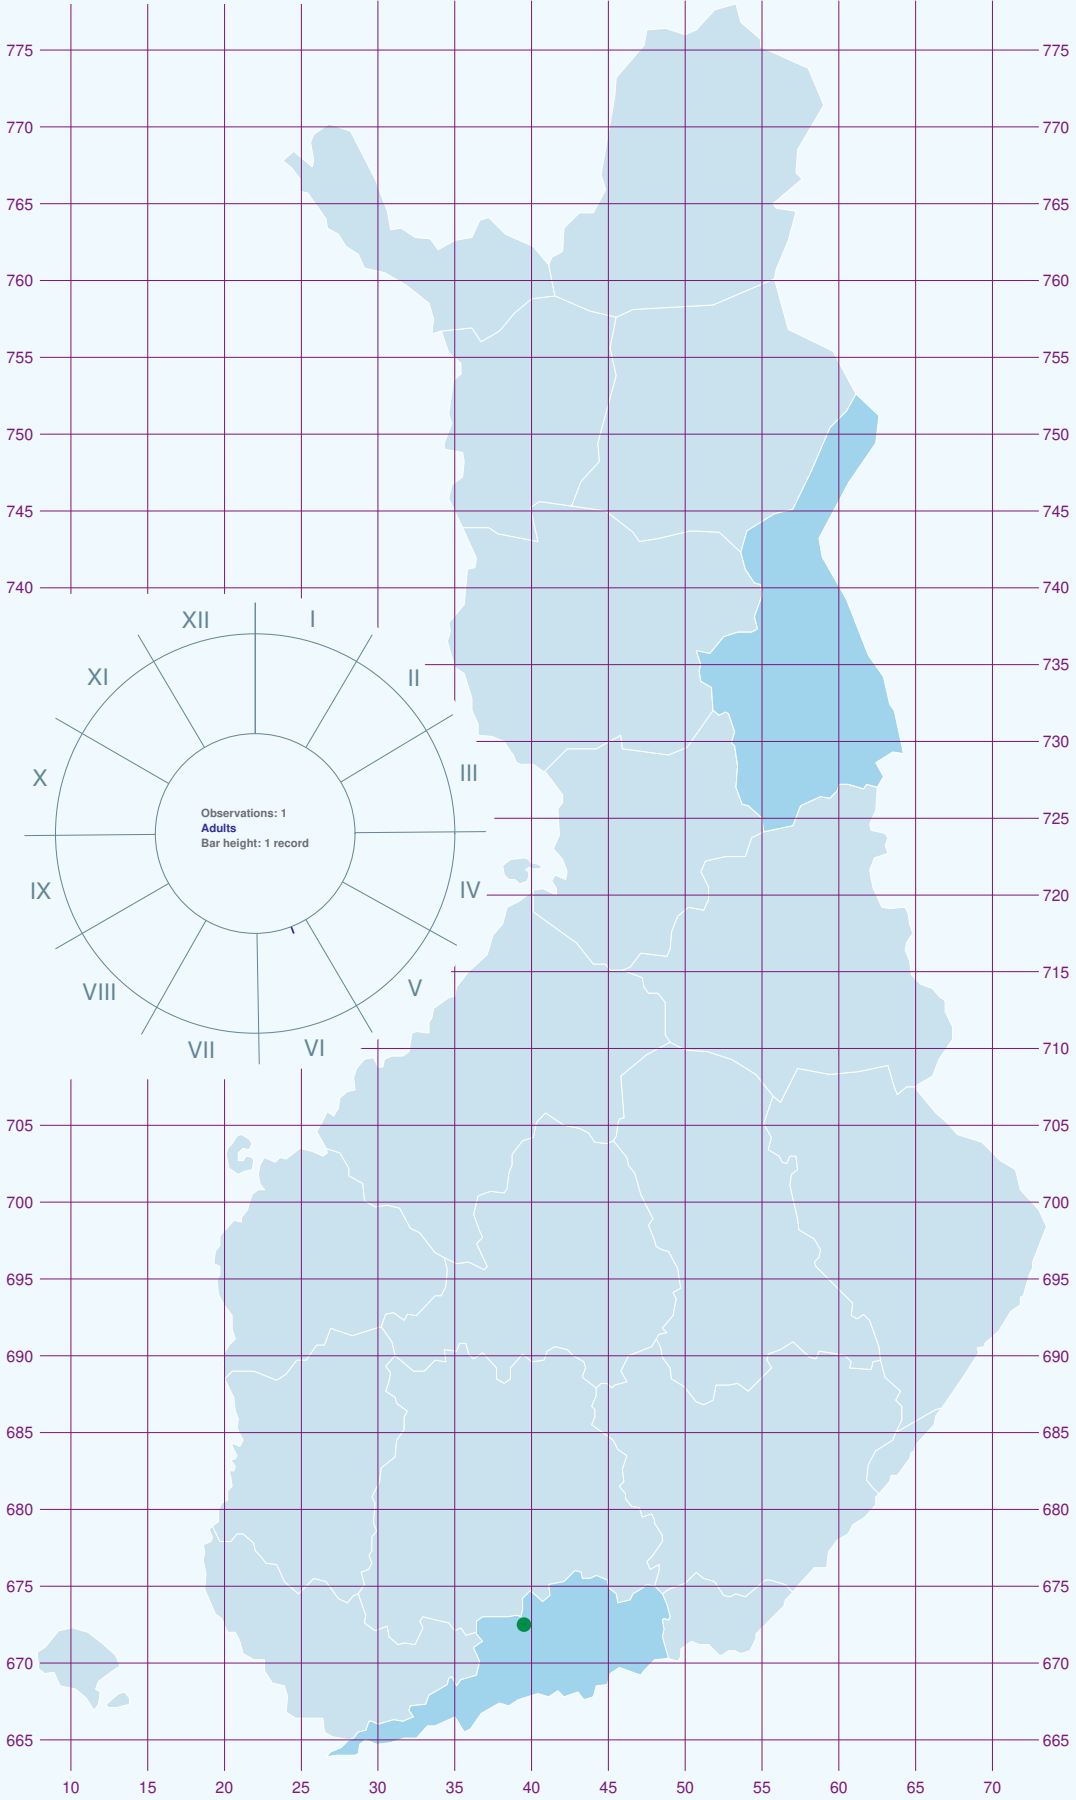 775 775
770 770
765 765
760 760
755 755
750 750
745 745
740 740
XII I
XI II
735
730
X III
Observations: 1
Adults
Bar height: 1 record
725
IX IV
720
VIII V
715
VII VI
710
705 705
700 700
695 695
690 690
685 685
680 680
675 675
670 670
665 665
10 15 20 25 30 35 40 45 50 55 60 65 70